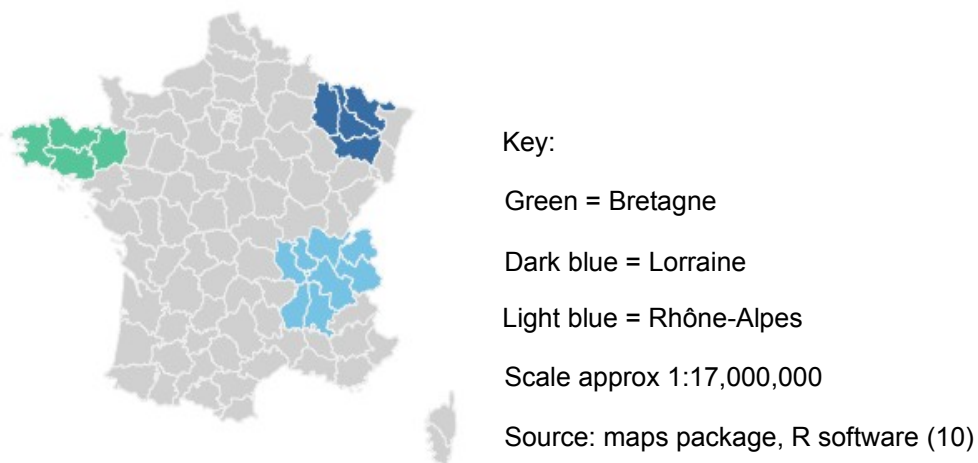 Key:
Green = Bretagne
Dark blue = Lorraine
Light blue = Rhône-Alpes
Scale approx 1:17,000,000
Source: maps package, R software (10)